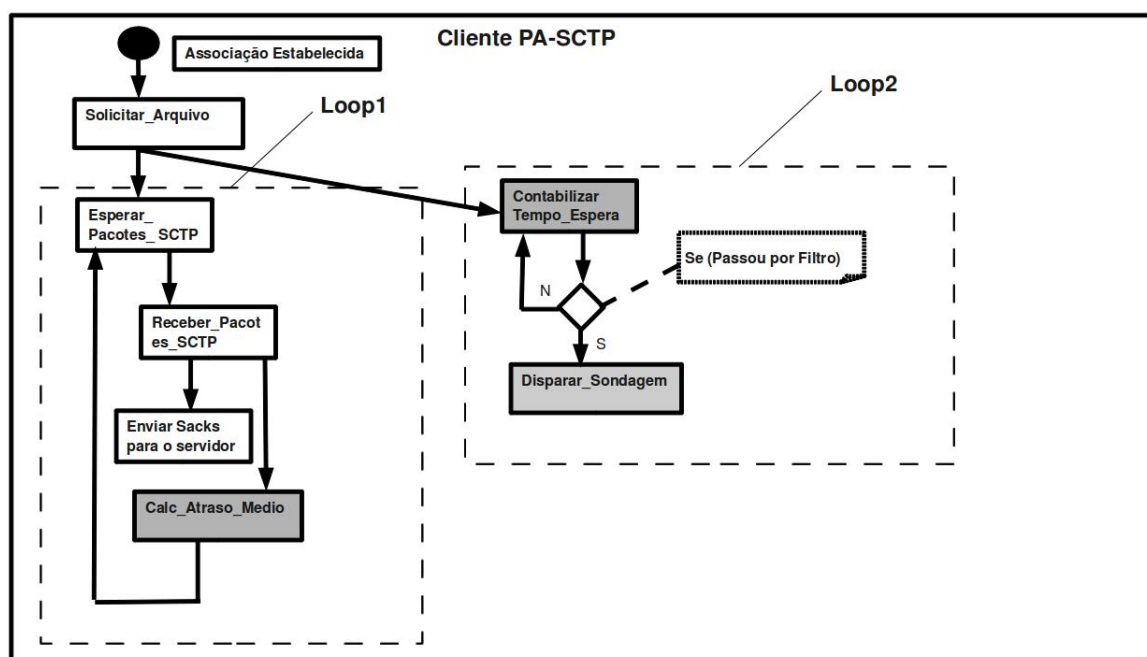 Cliente PA-SCTP
Associação Estabelecida
Solicitar_Arquivo
Loop1
Loop2
Esperar_
Pacotes_ SCTP
Receber_Pacot
es_SCTP
Enviar Sacks
para o servidor
Calc_Atraso_Medio
Contabilizar
Tempo_Espera
Se (Passou por Filtro)
N
S
Disparar_Sondagem